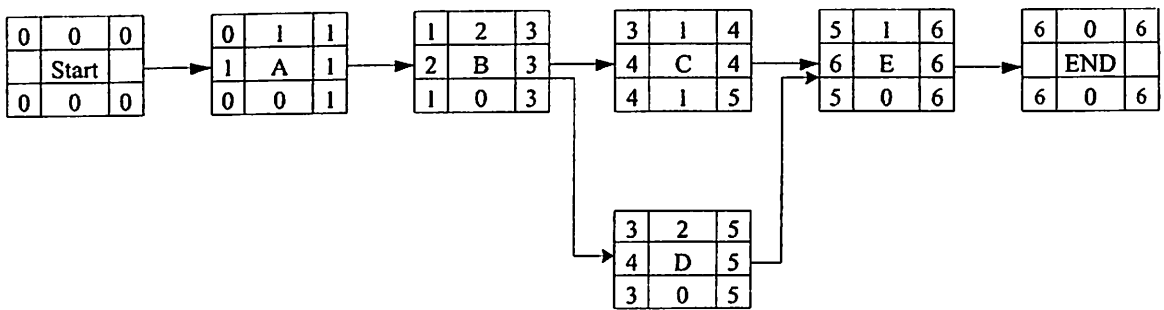 0 0 0
Start
0 0 0
0 1 1
1 A 1
0 0 1
1 2 3
2 B 3
1 0 3
3 1 4
4 C 4
4 1 5
5 1 6
6 E 6
5 0 6
6 0 6
END
6 0 6
3 2 5
4 D 5
3 0 5